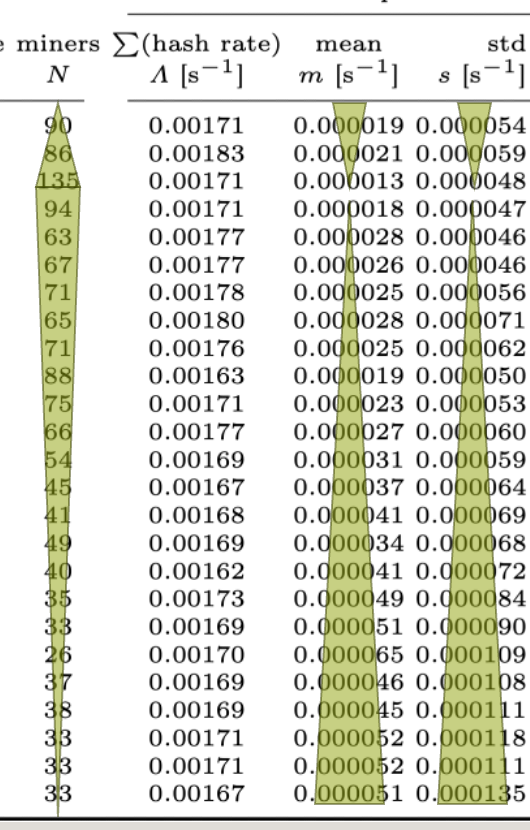 e miners ∑(hash rate) mean std
N Λ [s⁻¹] m [s⁻¹] s [s⁻¹]
90 0.00171 0.000019 0.000054
86 0.00183 0.000021 0.000059
135 0.00171 0.000013 0.000048
94 0.00171 0.000018 0.000047
63 0.00177 0.000028 0.000046
67 0.00177 0.000026 0.000046
71 0.00178 0.000025 0.000056
65 0.00180 0.000028 0.000071
71 0.00176 0.000025 0.000062
88 0.00163 0.000019 0.000050
75 0.00171 0.000023 0.000053
66 0.00177 0.000027 0.000060
54 0.00169 0.000031 0.000059
45 0.00167 0.000037 0.000064
41 0.00168 0.000041 0.000069
49 0.00169 0.000034 0.000068
40 0.00162 0.000041 0.000072
35 0.00173 0.000049 0.000084
33 0.00169 0.000051 0.000090
26 0.00170 0.000065 0.000109
37 0.00169 0.000046 0.000108
38 0.00169 0.000045 0.000111
33 0.00171 0.000052 0.000118
33 0.00171 0.000052 0.000111
33 0.00167 0.000051 0.000135